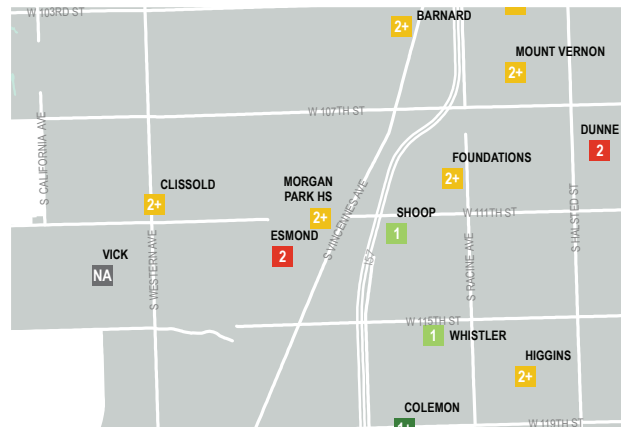 W 103RD ST
BARNARD
2+
MOUNT VERNON
2+
W 107TH ST
S CALIFORNIA AVE
DUNNE
2
FOUNDATIONS
2+
CLISSOLD
2+
MORGAN
PARK HS
2+
S VINCENNES AVE
SHOOP
1
W 111TH ST
S HALSTED ST
ESMOND
2
VICK
NA
S WESTERN AVE
I57
S RACINE AVE
W 115TH ST
1
WHISTLER
HIGGINS
2+
COLEMON
1+
W 119TH ST